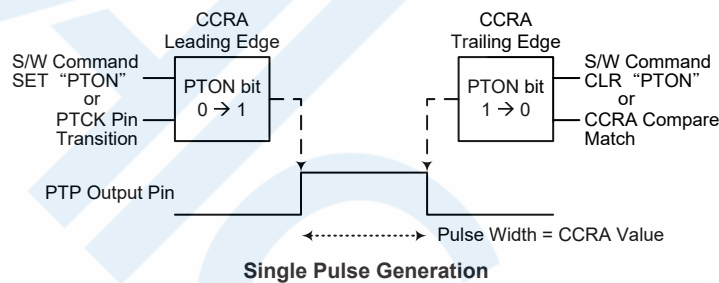 CCRA
Leading Edge
CCRA
Trailing Edge
S/W Command
SET “PTON”
or
PTCK Pin
Transition
PTON bit
0 → 1
PTON bit
1 → 0
S/W Command
CLR “PTON”
or
CCRA Compare
Match
PTP Output Pin
Pulse Width = CCRA Value
Single Pulse Generation